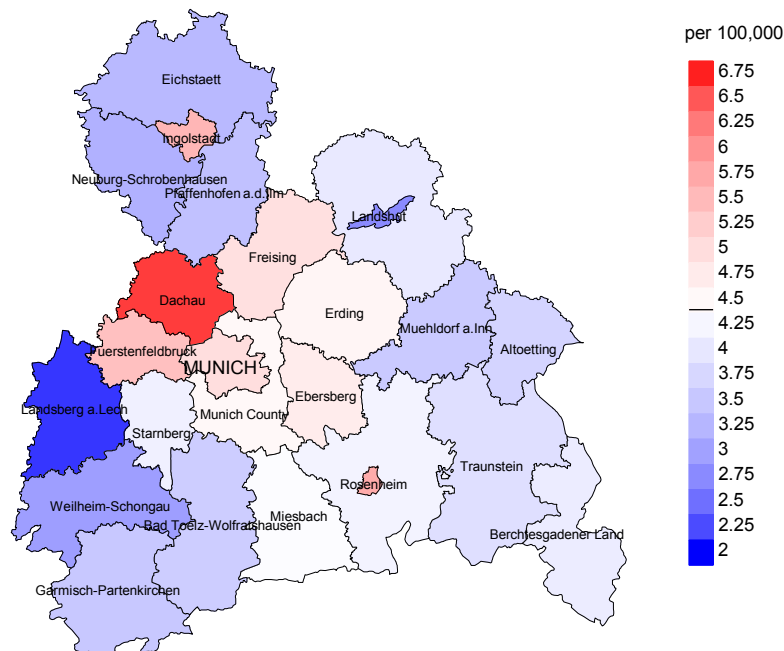 per 100,000
6.75
6.5
6.25
6
5.75
5.5
5.25
5
4.75
4.5
4.25
4
3.75
3.5
3.25
3
2.75
2.5
2.25
2
Eichstaett
Ingolstadt
Neuburg-Schrobenhausen
Pfaffenhofen a.d.Ilm
Landshut
Freising
Dachau
Erding
Muehldorf a.Inn
Altoetting
Fuerstenfeldbruck
MUNICH
Ebersberg
Landsberg a.Lech
Munich County
Starnberg
Traunstein
Rosenheim
Weilheim-Schongau
Miesbach
Bad Toelz-Wolfratshausen
Berchtesgadener Land
Garmisch-Partenkirchen